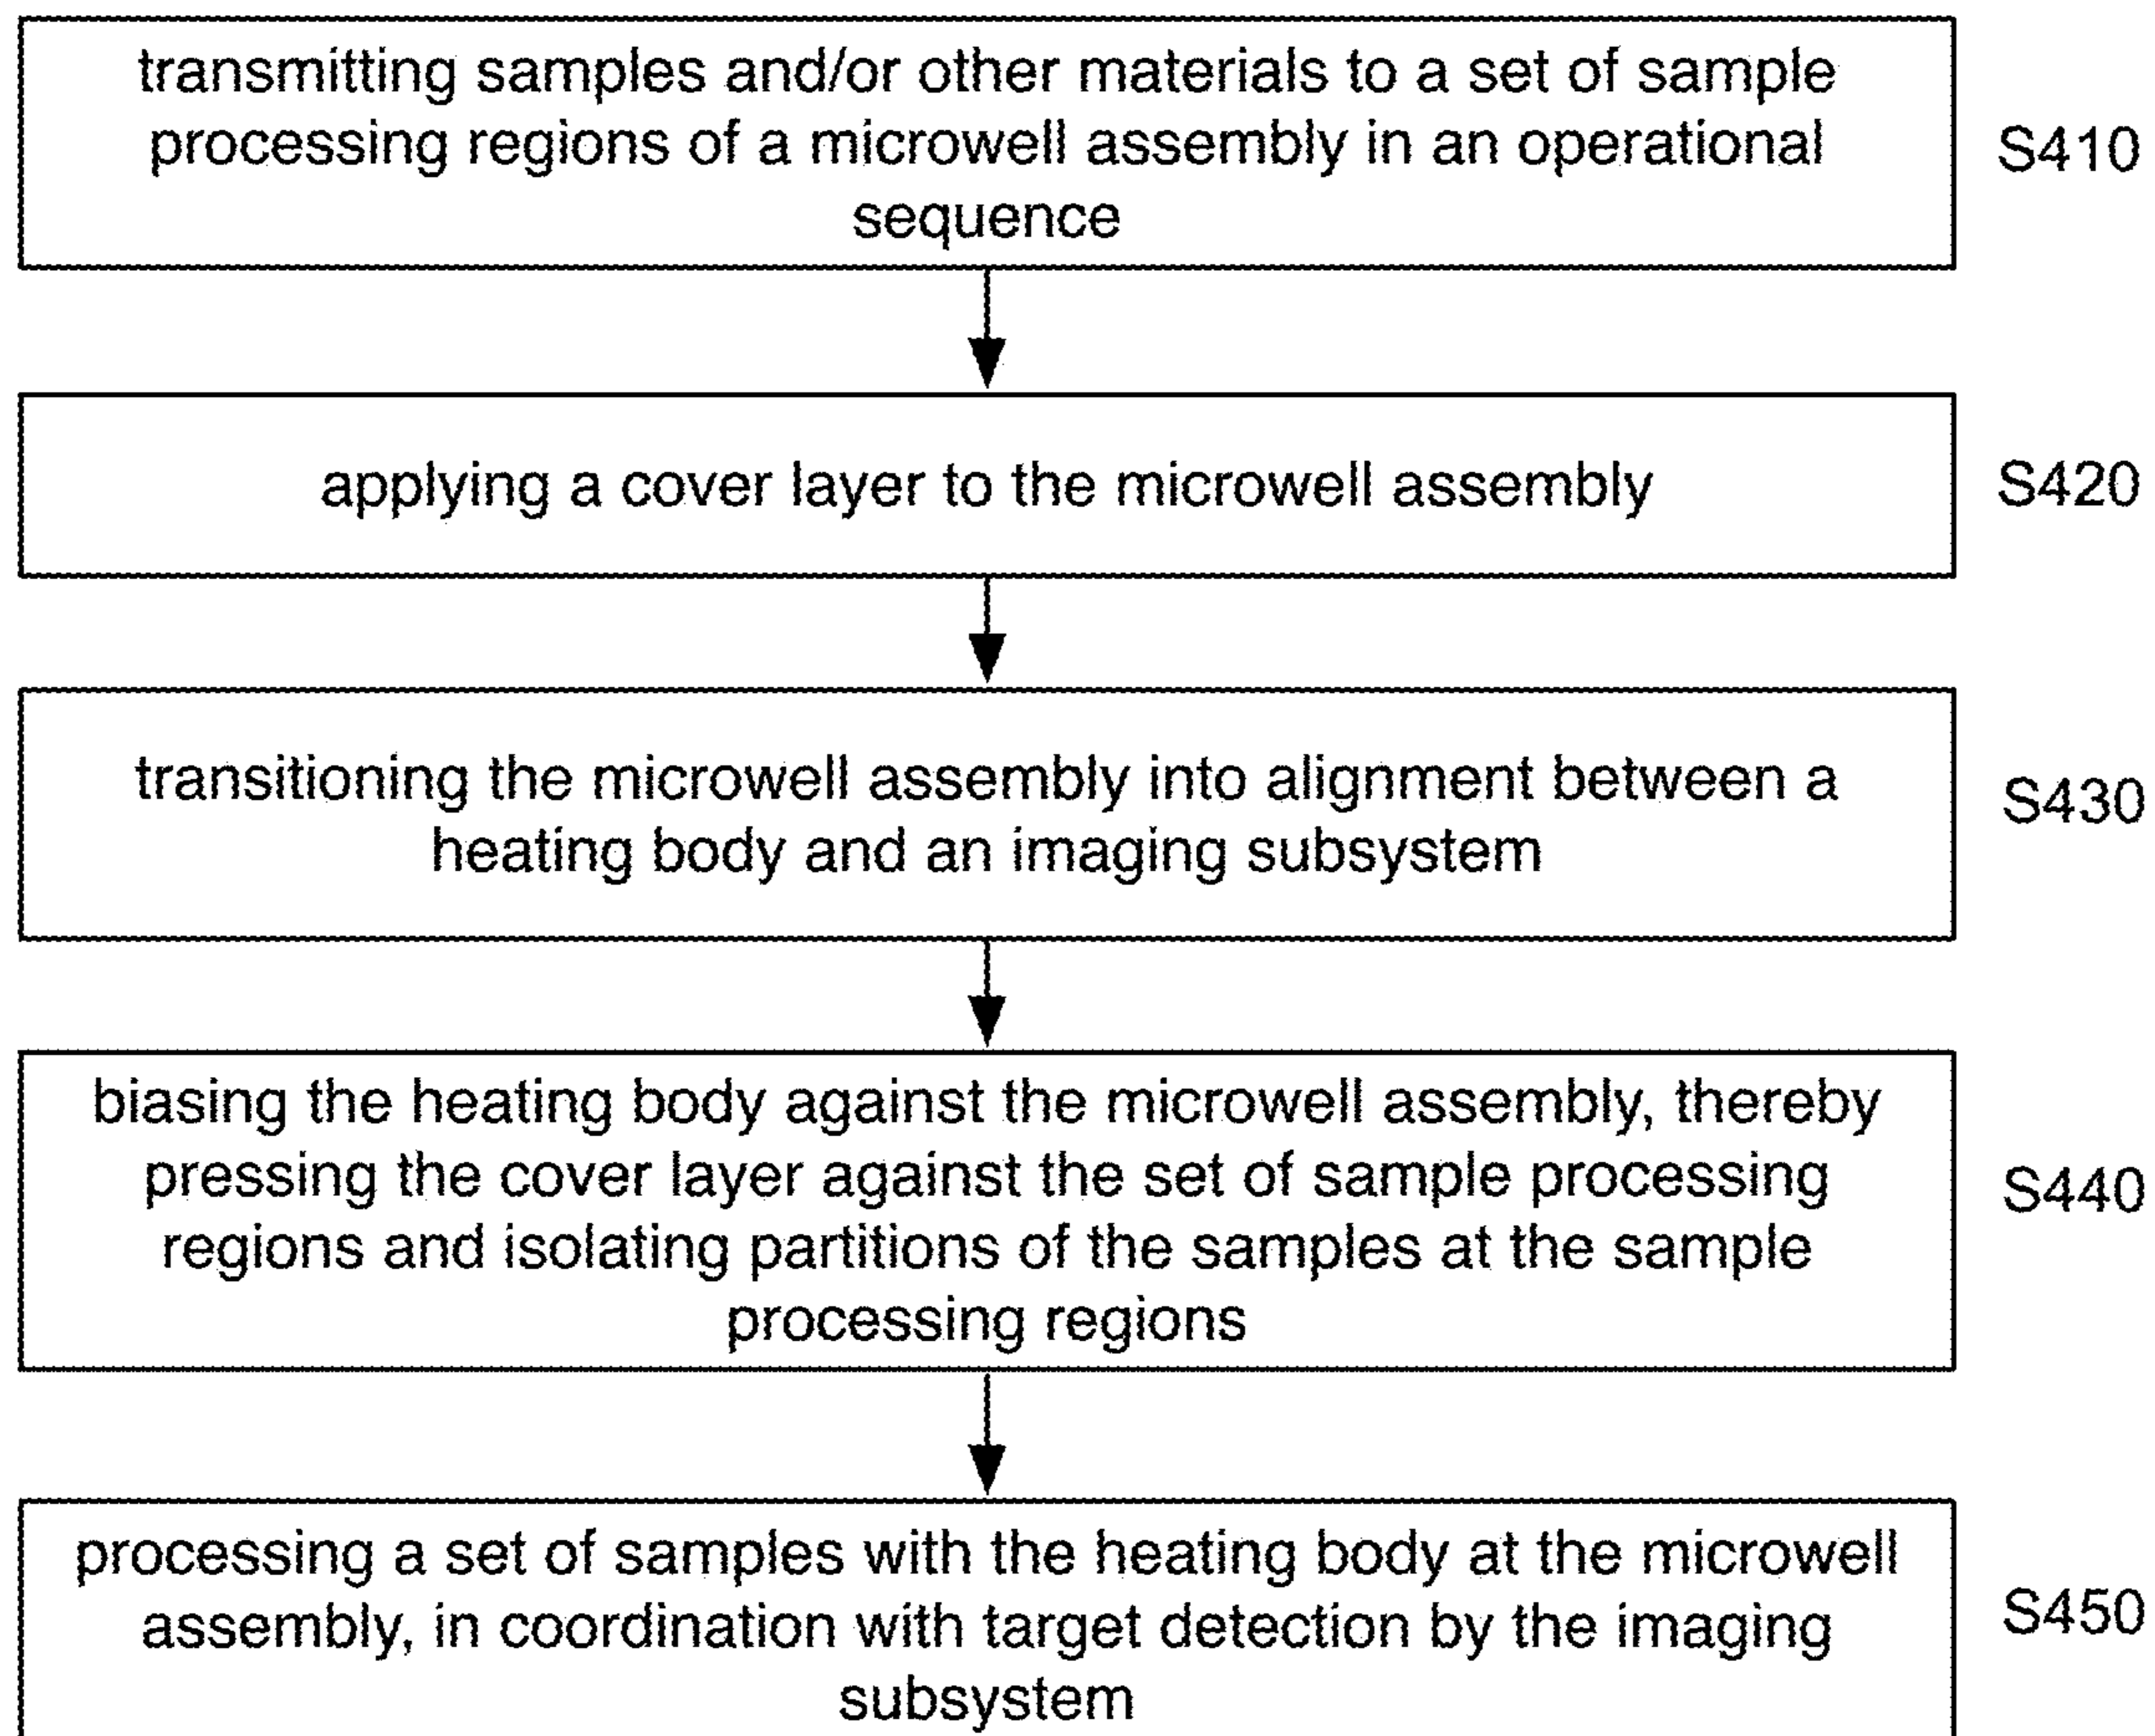 transmitting samples and/or other materials to a set of sample
processing regions of a microwell assembly in an operational
sequence
S410
applying a cover layer to the microwell assembly
S420
transitioning the microwell assembly into alignment between a
heating body and an imaging subsystem
S430
biasing the heating body against the microwell assembly, thereby
pressing the cover layer against the set of sample processing
regions and isolating partitions of the samples at the sample
processing regions
S440
processing a set of samples with the heating body at the microwell
assembly, in coordination with target detection by the imaging
subsystem
S450